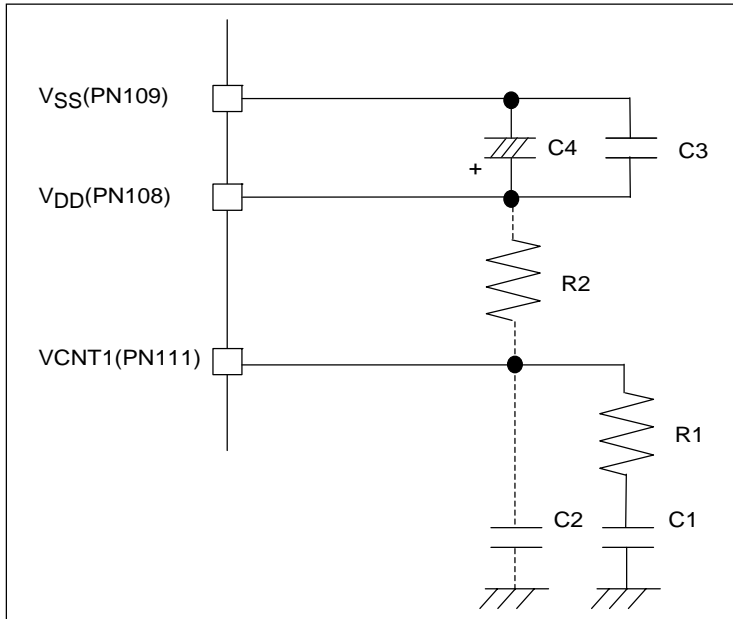 VSS(PN109)
C4
C3
+
VDD(PN108)
R2
VCNT1(PN111)
R1
C2
C1